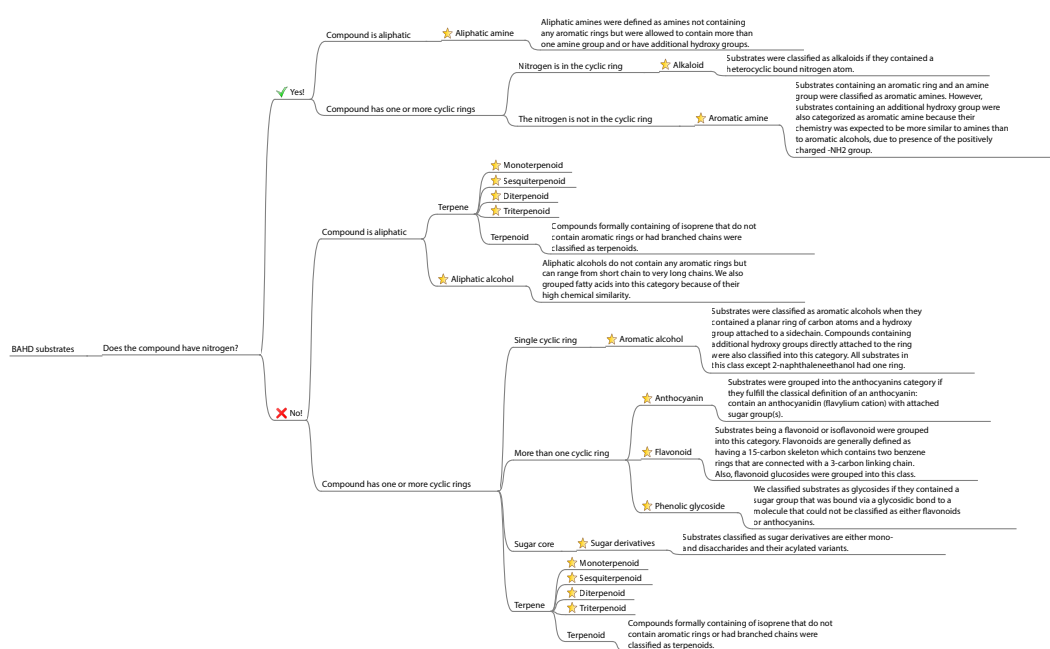 BAHD substrates
Does the compound have nitrogen?
Yes!
Compound is aliphatic
Aliphatic amine
Aliphatic amines were defined as amines not containing
any aromatic rings but were allowed to contain more than
one amine group and or have additional hydroxy groups.
Compound has one or more cyclic rings
Nitrogen is in the cyclic ring
Alkaloid
Substrates were classified as alkaloids if they contained a
heterocyclic bound nitrogen atom.
The nitrogen is not in the cyclic ring
Aromatic amine
Substrates containing an aromatic ring and an amine
group were classified as aromatic amines. However,
substrates containing an additional hydroxy group were
also categorized as aromatic amine because their
chemistry was expected to be more similar to amines than
to aromatic alcohols, due to presence of the positively
charged -NH2 group.
No!
Compound is aliphatic
Terpene
Monoterpenoid
Sesquiterpenoid
Diterpenoid
Triterpenoid
Terpenoid
Compounds formally containing of isoprene that do not
contain aromatic rings or had branched chains were
classified as terpenoids.
Aliphatic alcohol
Aliphatic alcohols do not contain any aromatic rings but
can range from short chain to very long chains. We also
grouped fatty acids into this category because of their
high chemical similarity.
Compound has one or more cyclic rings
Single cyclic ring
Aromatic alcohol
Substrates were classified as aromatic alcohols when they
contained a planar ring of carbon atoms and a hydroxy
group attached to a sidechain. Compounds containing
additional hydroxy groups directly attached to the ring
were also classified into this category. All substrates in
this class except 2-naphthaleneethanol had one ring.
More than one cyclic ring
Anthocyanin
Substrates were grouped into the anthocyanins category if
they fulfill the classical definition of an anthocyanin:
contain an anthocyanidin (flavylium cation) with attached
sugar group(s).
Flavonoid
Substrates being a flavonoid or isoflavonoid were grouped
into this category. Flavonoids are generally defined as
having a 15-carbon skeleton which contains two benzene
rings that are connected with a 3-carbon linking chain.
Also, flavonoid glucosides were grouped into this class.
Phenolic glycoside
We classified substrates as glycosides if they contained a
sugar group that was bound via a glycosidic bond to a
molecule that could not be classified as either flavonoids
or anthocyanins.
Sugar core
Sugar derivatives
Substrates classified as sugar derivatives are either mono-
and disaccharides and their acylated variants.
Terpene
Monoterpenoid
Sesquiterpenoid
Diterpenoid
Triterpenoid
Terpenoid
Compounds formally containing of isoprene that do not
contain aromatic rings or had branched chains were
classified as terpenoids.